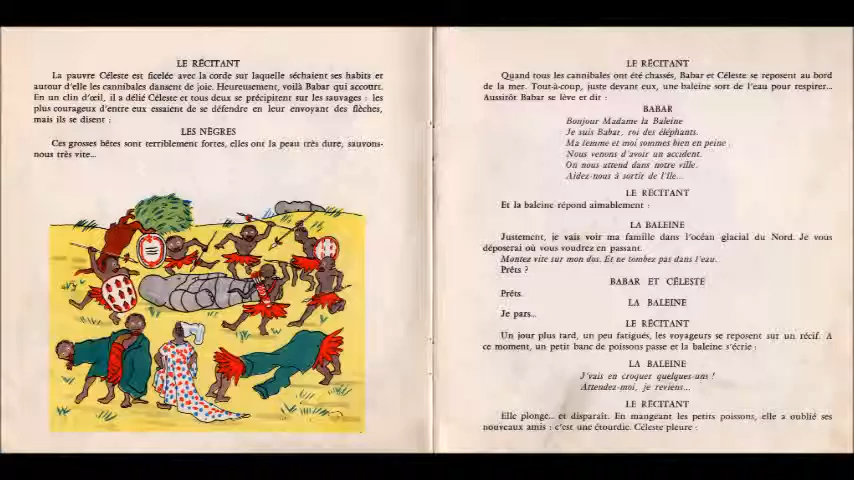 LE RÉCITANT
La pauvre Céleste est ficelée avec la corde sur laquelle séchaient ses habits et
autour d'elle les cannibales dansent de joie. Heureusement, voilà Babar qui accourt.
En un clin d'œil, il a délié Céleste et tous deux se précipitent sur les sauvages : les
plus courageux d'entre eux essaient de se défendre en leur envoyant des flèches,
mais ils se disent :
LES NÈGRES
Ces grosses bêtes sont terriblement fortes, elles ont la peau très dure, sauvons-
nous très vite...
LE RÉCITANT
Quand tous les cannibales ont été chassés, Babar et Céleste se reposent au bord
de la mer. Tout-à-coup, juste devant eux, une baleine sort de l'eau pour respirer...
Aussitôt Babar se lève et dit :
BABAR
Bonjour Madame la Baleine
Je suis Babar, roi des éléphants.
Ma femme et moi sommes bien en peine :
Nous venons d'avoir un accident.
On nous attend dans notre ville.
Aidez-nous à sortir de l'île...
LE RÉCITANT
Et la baleine répond aimablement :
LA BALEINE
Justement, je vais voir ma famille dans l'océan glacial du Nord. Je vous
déposerai où vous voudrez en passant.
Montez vite sur mon dos. Et ne tombez pas dans l'eau.
Prêts ?
BABAR ET CÉLESTE
Prêts.
LA BALEINE
Je pars...
LE RÉCITANT
Un jour plus tard, un peu fatigués, les voyageurs se reposent sur un récif. A
ce moment, un petit banc de poissons passe et la baleine s'écrie :
LA BALEINE
J'vais en croquer quelques-uns !
Attendez-moi, je reviens...
LE RÉCITANT
Elle plonge... et disparaît. En mangeant les petits poissons, elle a oublié ses
nouveaux amis : c'est une étourdie. Céleste pleure :